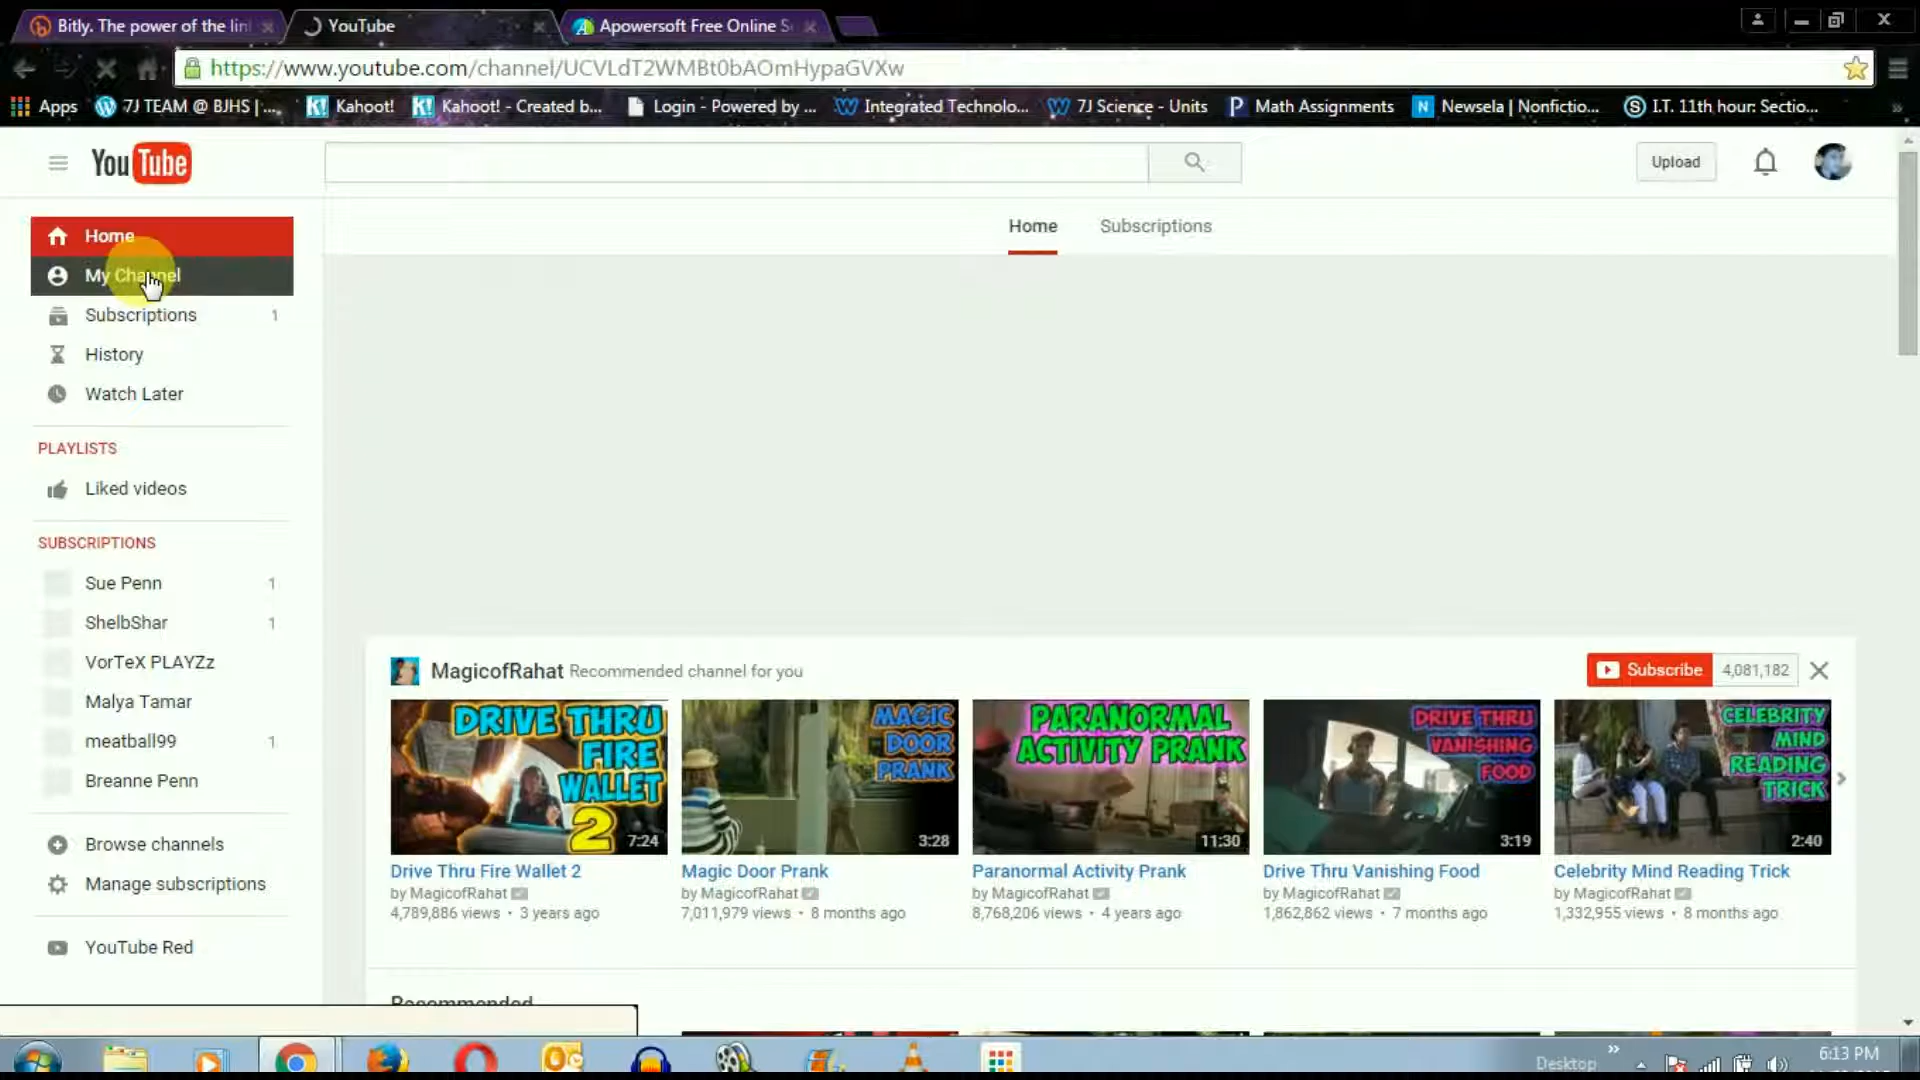 Bitly. The power of the lin
YouTube
Apowersoft Free Online S
https://www.youtube.com/channel/UCVLdT2WMBt0bAOmHypaGVXw
Apps
7J TEAM @ BJHS | ...
Kahoot!
Kahoot! - Created b...
Login - Powered by ...
Integrated Technolo...
7J Science - Units
Math Assignments
Newsela | Nonfictio...
I.T. 11th hour: Sectio...
YouTube
Upload
Home
My Channel
Subscriptions 1
History
Watch Later
PLAYLISTS
Liked videos
SUBSCRIPTIONS
Sue Penn 1
ShelbShar 1
VorTeX PLAYZz
Malya Tamar
meatball99 1
Breanne Penn
Browse channels
Manage subscriptions
YouTube Red
Home Subscriptions
MagicofRahat Recommended channel for you
Subscribe 4,081,182
DRIVE THRU
FIRE
WALLET
2
7:24
Drive Thru Fire Wallet 2
by MagicofRahat
4,789,886 views • 3 years ago
MAGIC
DOOR
PRANK
3:28
Magic Door Prank
by MagicofRahat
7,011,979 views • 8 months ago
PARANORMAL
ACTIVITY PRANK
11:30
Paranormal Activity Prank
by MagicofRahat
8,768,206 views • 4 years ago
DRIVE THRU
VANISHING
FOOD
3:19
Drive Thru Vanishing Food
by MagicofRahat
1,862,862 views • 7 months ago
CELEBRITY
MIND
READING
TRICK
2:40
Celebrity Mind Reading Trick
by MagicofRahat
1,332,955 views • 8 months ago
Recommended
Desktop
6:13 PM